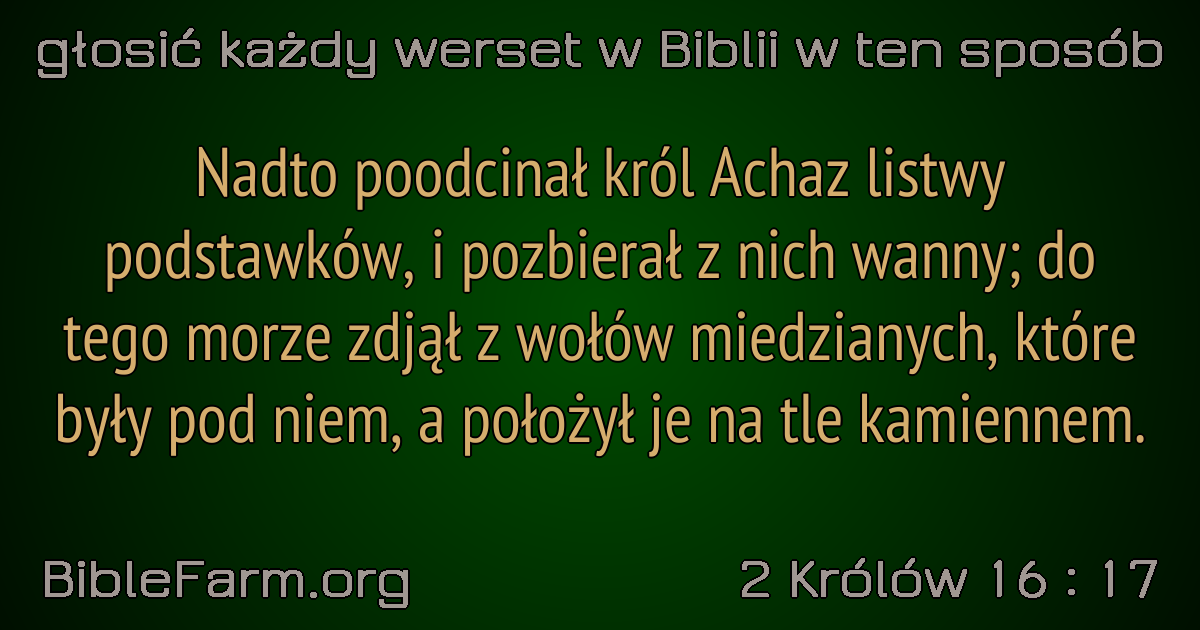 głosić każdy werset w Biblii w ten sposób
Nadto poodcinał król Achaz listwy
podstawków, i pozbierał z nich wanny; do
tego morze zdjął z wołów miedzianych, które
były pod niem, a położył je na tle kamiennem.
BibleFarm.org
2 Królów 16 : 17